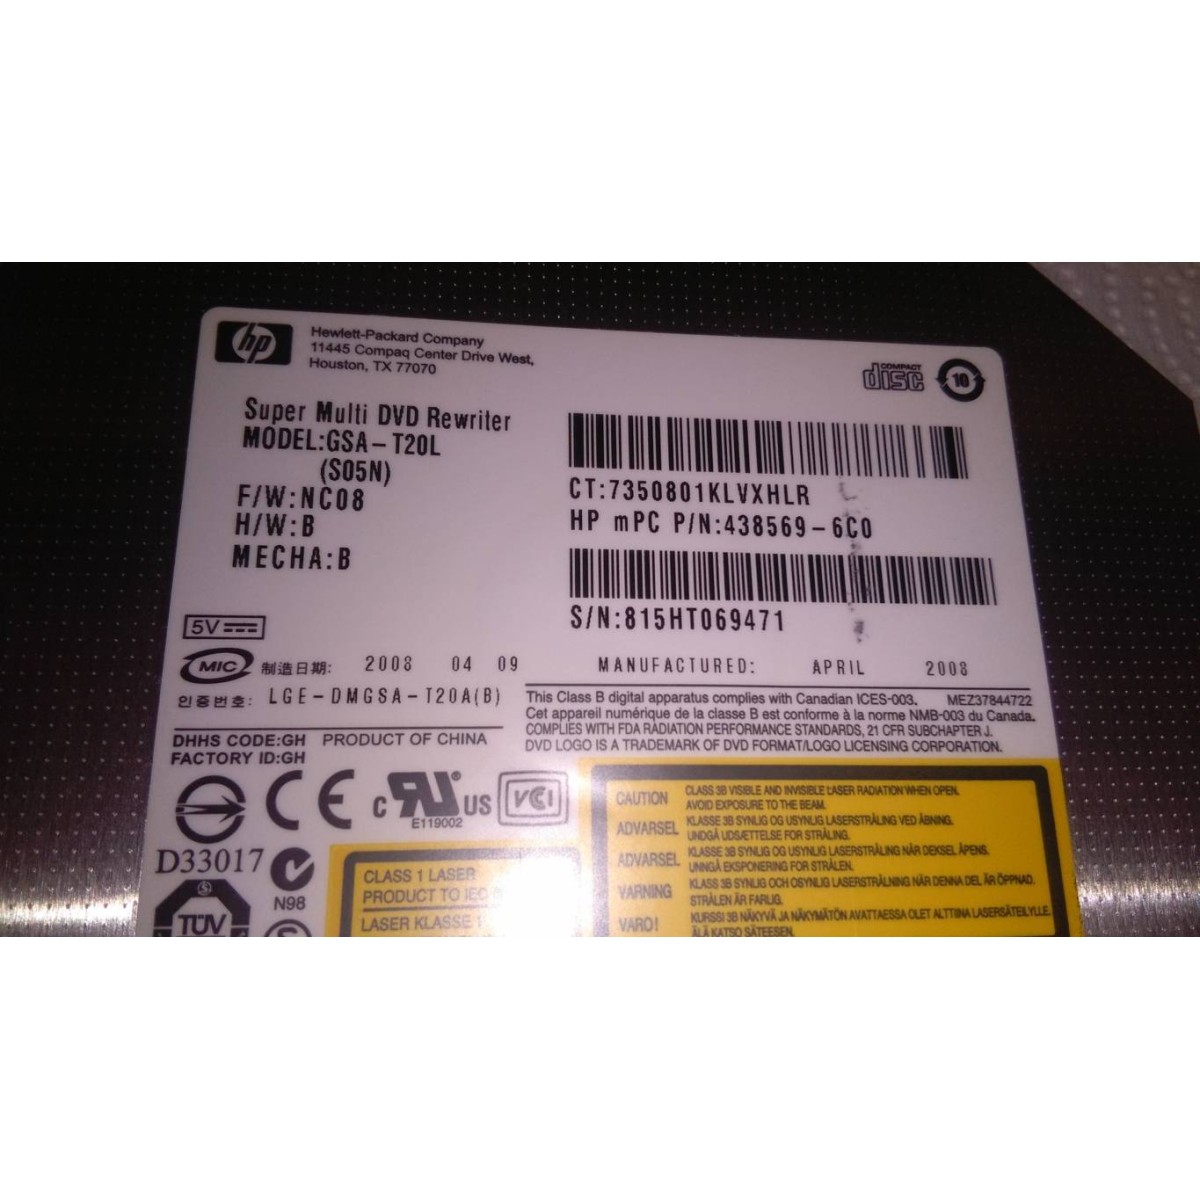 hp
Hewlett-Packard Company
11445 Compaq Center Drive West,
Houston, TX 77070
COMPACT
disc
10
Super Multi DVD Rewriter
MODEL:GSA-T20L
(S05N)
F/W:NC08
H/W:B
MECHA:B
CT:7350801KLVXHLR
HP mPC P/N:438569-6C0
S/N:815HT069471
5V
MIC
制造日期: 2008 04 09
MANUFACTURED: APRIL 2008
인증번호: LGE-DMGSA-T20A(B)
This Class B digital apparatus complies with Canadian ICES-003. MEZ37844722
Cet appareil numérique de la classe B est conforme à la norme NMB-003 du Canada.
COMPLIES WITH FDA RADIATION PERFORMANCE STANDARDS, 21 CFR SUBCHAPTER J.
DVD LOGO IS A TRADEMARK OF DVD FORMAT/LOGO LICENSING CORPORATION.
DHHS CODE:GH PRODUCT OF CHINA
FACTORY ID:GH
CE
c RU US
E119002
VCI
D33017
N98
TÜV
S
CLASS 1 LASER
PRODUCT TO IEC
LASER KLASSE 1
CAUTION CLASS 3B VISIBLE AND INVISIBLE LASER RADIATION WHEN OPEN.
AVOID EXPOSURE TO THE BEAM.
ADVARSEL KLASSE 3B SYNLIG OG USYNLIG LASERSTRÅLING VED ÅBNING.
UNDGÅ UDSÆTTELSE FOR STRÅLING.
ADVARSEL KLASSE 3B SYNLIG OG USYNLIG LASERSTRÅLING NÅR DEKSEL ÅPENS.
UNNGÅ EKSPONERING FOR STRÅLEN.
VARNING KLASS 3B SYNLIG OCH OSYNLIG LASERSTRÅLNING NÄR DENNA DEL ÄR ÖPPNAD.
STRÅLEN ÄR FARLIG.
VARO! KURSSI 3B NÄKYVÄ JA NÄKYMÄTÖN AVATTAESSA OLET ALTTIINA LASERSÄTEILYLLE.
ÄLÄ KATSO SÄTEESEEN.